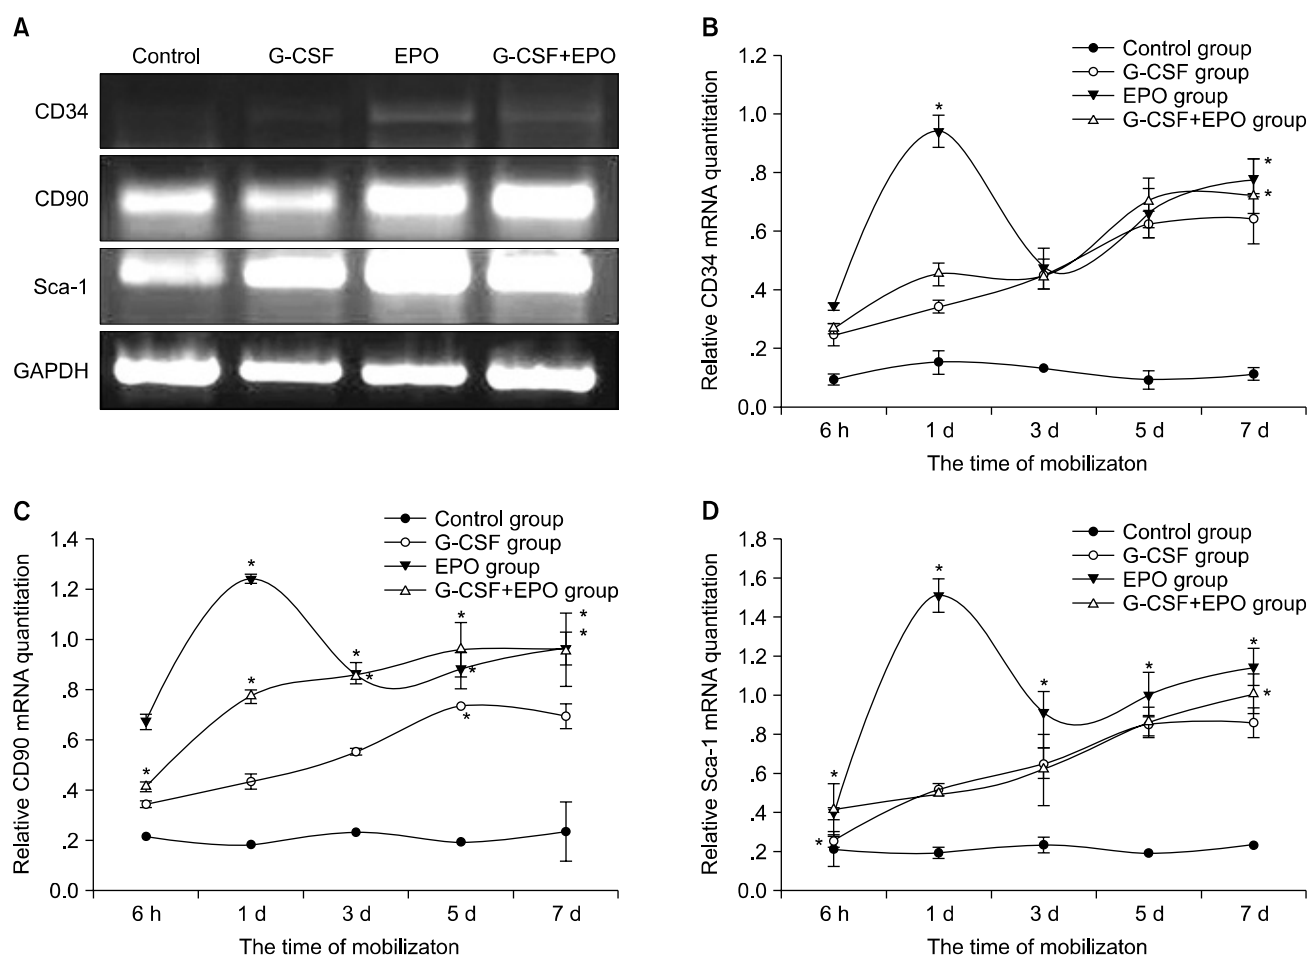 A
Control G-CSF EPO G-CSF+EPO
CD34
CD90
Sca-1
GAPDH
B
Control group
G-CSF group
EPO group
G-CSF+EPO group
Relative CD34 mRNA quantitation
1.2
1.0
.8
.6
.4
.2
0.0
*
*
*
6 h 1 d 3 d 5 d 7 d
The time of mobilizaton
C
Control group
G-CSF group
EPO group
G-CSF+EPO group
Relative CD90 mRNA quantitation
1.4
1.2
1.0
.8
.6
.4
.2
0.0
*
*
*
*
*
*
*
*
*
*
6 h 1 d 3 d 5 d 7 d
The time of mobilizaton
D
Control group
G-CSF group
EPO group
G-CSF+EPO group
Relative Sca-1 mRNA quantitation
1.8
1.6
1.4
1.2
1.0
.8
.6
.4
.2
0.0
*
*
*
*
*
*
*
6 h 1 d 3 d 5 d 7 d
The time of mobilizaton